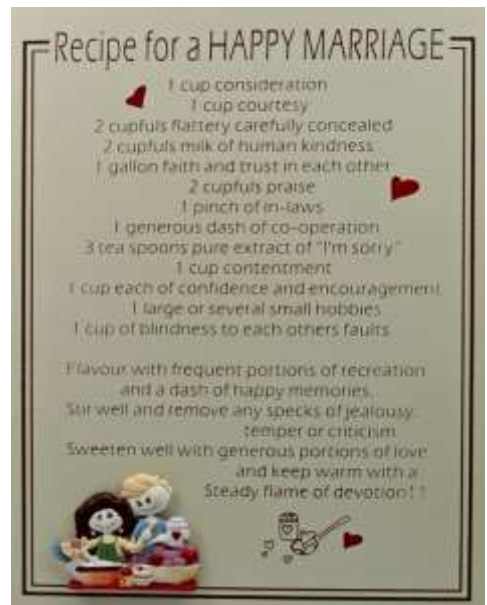 Recipe for a HAPPY MARRIAGE
1 cup consideration
1 cup courtesy
2 cupfuls flattery carefully concealed
2 cupfuls milk of human kindness
1 gallon faith and trust in each other
2 cupfuls praise
1 pinch of in-laws
1 generous dash of co-operation
3 tea spoons pure extract of "I'm sorry"
1 cup contentment
1 cup each of confidence and encouragement
1 large or several small hobbies
1 cup of blindness to each others faults
Flavour with frequent portions of recreation
and a dash of happy memories.
Stir well and remove any specks of jealousy,
temper or criticism
Sweeten well with generous portions of love
and keep warm with a
Steady flame of devotion!!